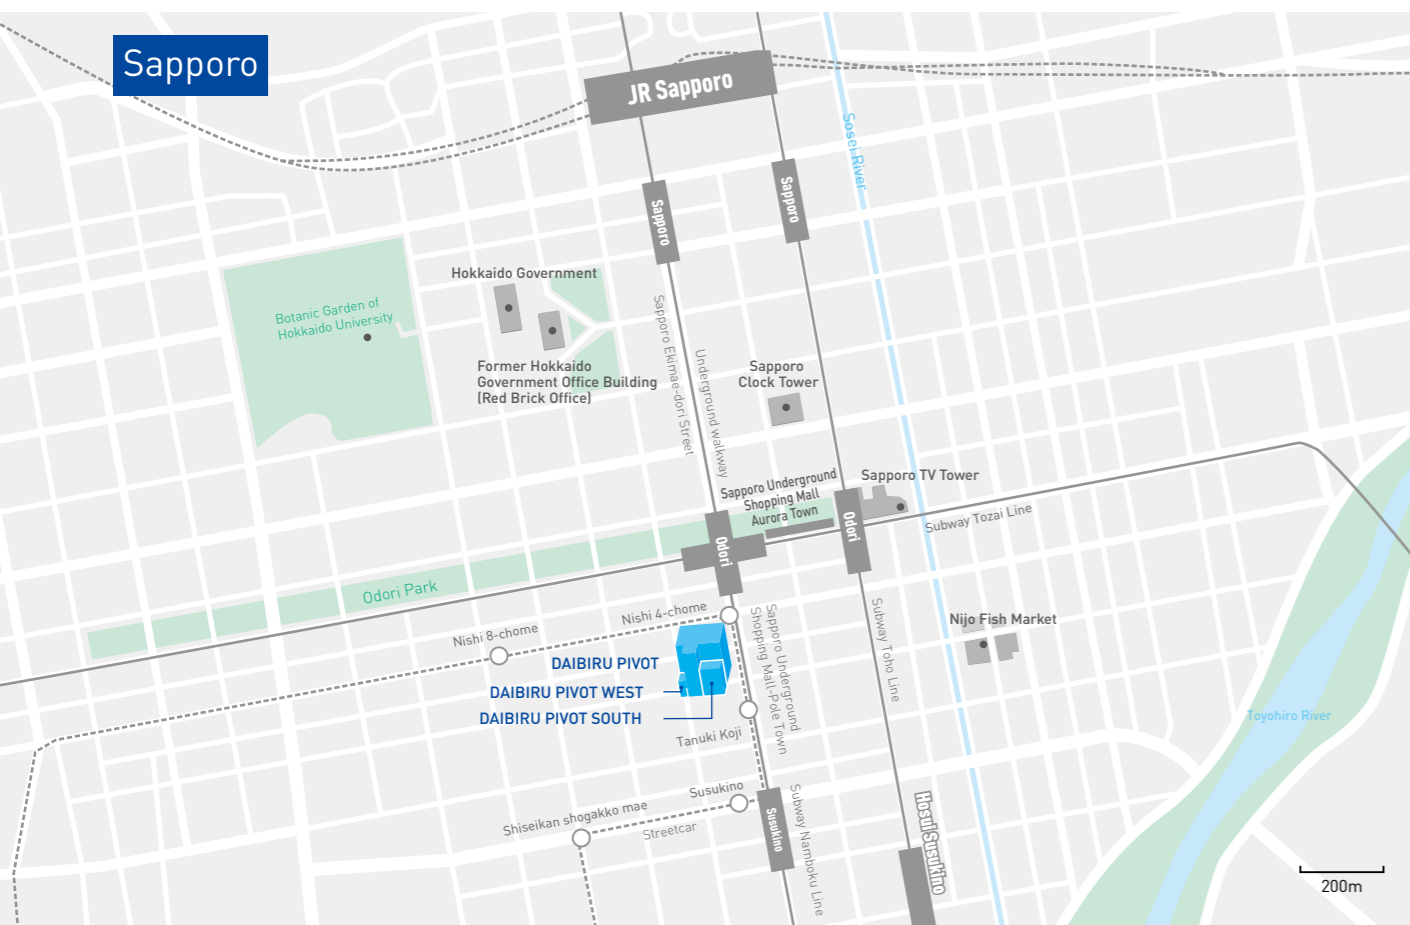 Sapporo
JR Sapporo
Sosei River
Sapporo
Sapporo
Hokkaido Government
Botanic Garden of
Hokkaido University
Former Hokkaido
Government Office Building
(Red Brick Office)
Sapporo Ekimae-dori Street
Underground walkway
Sapporo
Clock Tower
Sapporo Underground
Shopping Mall
Aurora Town
Sapporo TV Tower
Odori
Odori
Subway Tozai Line
Odori Park
Nishi 4-chome
Nishi 8-chome
Sapporo Underground
Shopping Mall-Pole Town
Subway Toho Line
Nijo Fish Market
DAIBIRU PIVOT
DAIBIRU PIVOT WEST
DAIBIRU PIVOT SOUTH
Tanuki Koji
Toyohiro River
Susukino
Shiseikan shogakko mae
Streetcar
Susukino
Subway Namboku Line
Hosui Susukino
200m